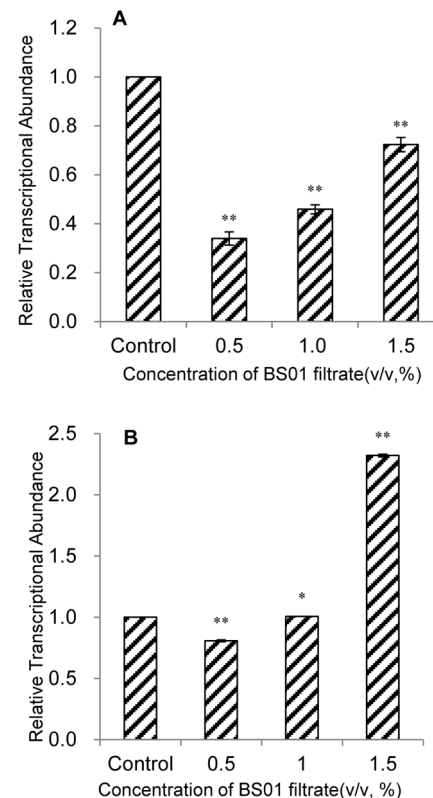 A
Relative Transcriptional Abundance
1.2
1.0
0.8
0.6
0.4
0.2
0.0
**
**
**
Control 0.5 1.0 1.5
Concentration of BS01 filtrate(v/v,%)
B
Relative Transcriptional Abundance
2.5
2.0
1.5
1.0
0.5
0.0
**
*
**
Control 0.5 1 1.5
Concentration of BS01 filtrate(v/v, %)